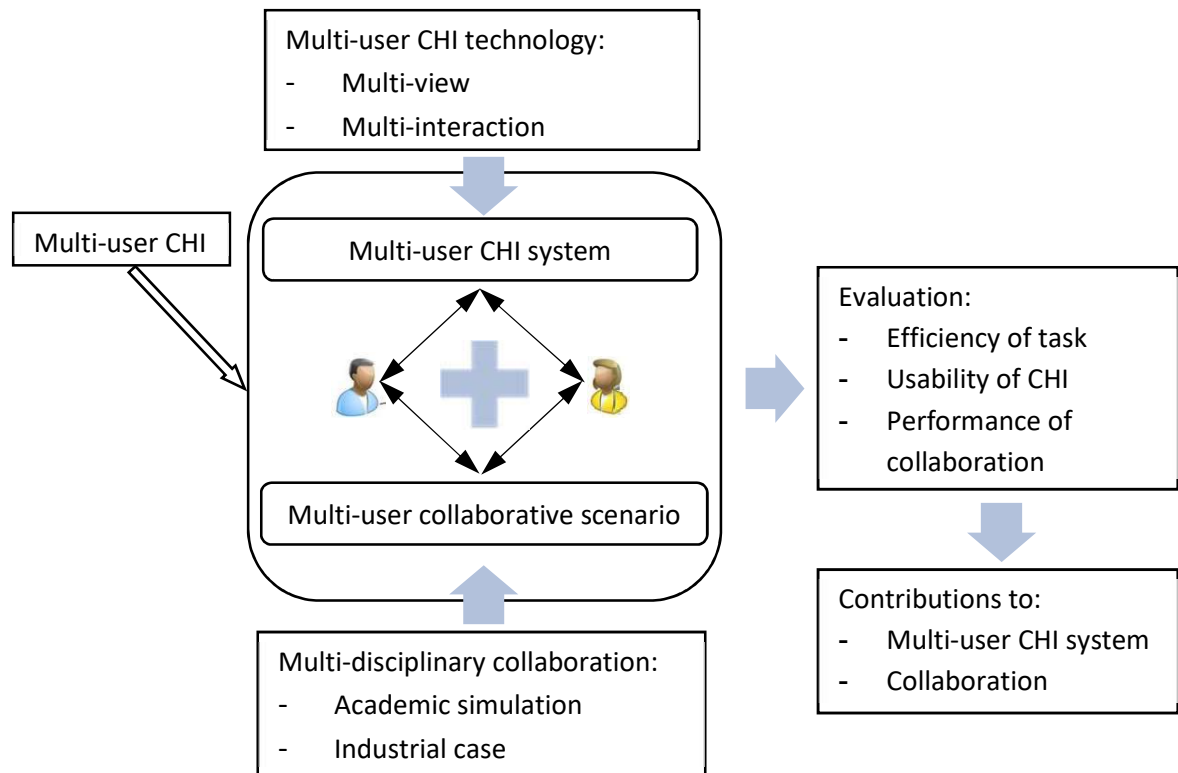 Multi-user CHI technology:
- Multi-view
- Multi-interaction
Multi-user CHI
Multi-user CHI system
Multi-user collaborative scenario
Multi-disciplinary collaboration:
- Academic simulation
- Industrial case
Evaluation:
- Efficiency of task
- Usability of CHI
- Performance of
collaboration
Contributions to:
- Multi-user CHI system
- Collaboration